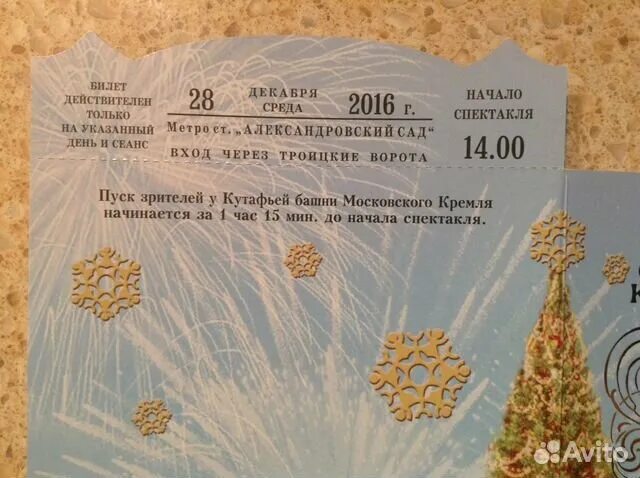 БИЛЕТ
ДЕЙСТВИТЕЛЕН
ТОЛЬКО
НА УКАЗАННЫЙ
ДЕНЬ И СЕАНС
28 ДЕКАБРЯ СРЕДА 2016 г.
Метро ст. „АЛЕКСАНДРОВСКИЙ САД"
ВХОД ЧЕРЕЗ ТРОИЦКИЕ ВОРОТА
НАЧАЛО
СПЕКТАКЛЯ
14.00
Пуск зрителей у Кутафьей башни Московского Кремля
начинается за 1 час 15 мин. до начала спектакля.
К
Avito